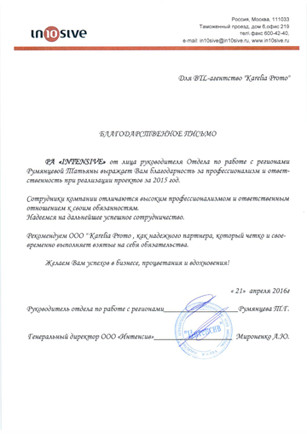 in10sive
Россия, Москва, 111033
Таможенный проезд, дом 6,офис 219
тел\ факс 600-42-40,
e-mail: in10sive@in10sive.ru. www.in10sive.ru
Для BTL-агентство "Karelia Promo"
БЛАГОДАРСТВЕННОЕ ПИСЬМО
РА «INTENSIVE» от лица руководителя Отдела по работе с регионами
Румянцевой Татьяны выражает Вам благодарность за профессионализм и ответ-
ственность при реализации проектов за 2015 год.
Сотрудники компании отличаются высоким профессионализмом и ответственным
отношением к своим обязанностям.
Надеемся на дальнейшее успешное сотрудничество.
Рекомендуем ООО " Karelia Promo , как надежного партнера, который четко и свое-
временно выполняет взятые на себя обязательства.
Желаем Вам успехов в бизнесе, процветания и вдохновения!
« 21» апреля 2016г
Руководитель отдела по работе с регионами Румянцева Т.Г.
Генеральный директор ООО «Интенсив» Мироненко А.Ю.